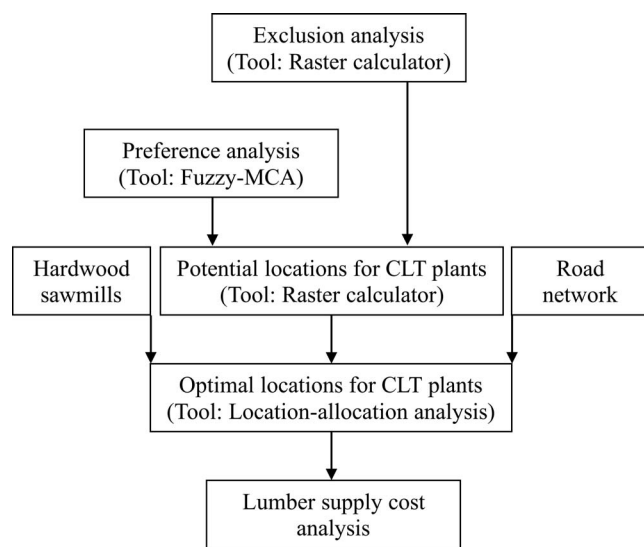 Exclusion analysis
(Tool: Raster calculator)
Preference analysis
(Tool: Fuzzy-MCA)
Hardwood
sawmills
Potential locations for CLT plants
(Tool: Raster calculator)
Road
network
Optimal locations for CLT plants
(Tool: Location-allocation analysis)
Lumber supply cost
analysis